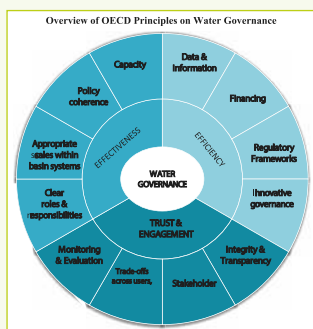 Overview of OECD Principles on Water Governance
Capacity
Data &
Information
Policy
coherence
Financing
Appropriate
scales within
basin systems
Regulatory
Frameworks
Clear
roles &
responsibilities
Innovative
governance
EFFECTIVENESS
EFFICIENCY
WATER
GOVERNANCE
TRUST &
ENGAGEMENT
Monitoring
& Evaluation
Integrity &
Transparency
Trade-offs
across users,
Stakeholder